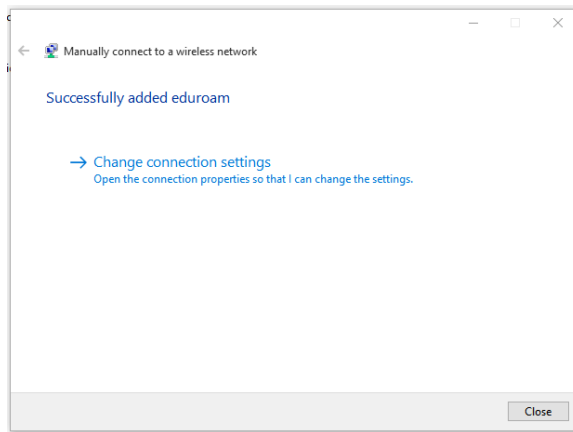 Manually connect to a wireless network
Successfully added eduroam
Change connection settings
Open the connection properties so that I can change the settings.
Close